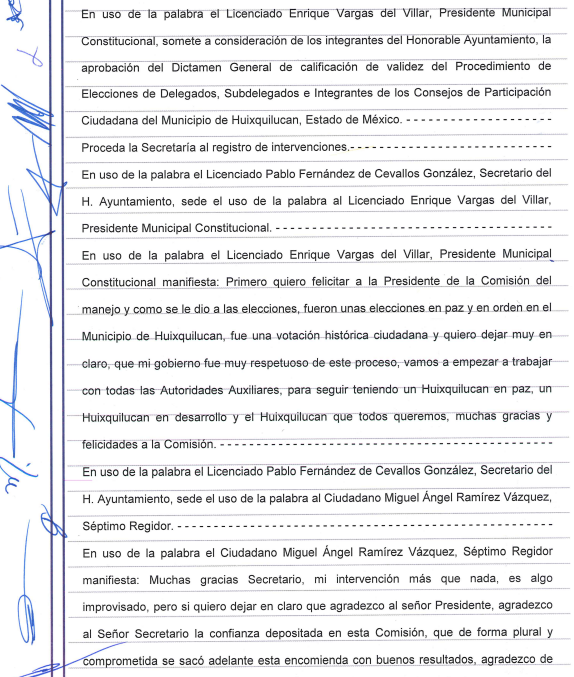 En uso de la palabra el Licenciado Enrique Vargas del Villar, Presidente Municipal
Constitucional, somete a consideración de los integrantes del Honorable Ayuntamiento, la
aprobación del Dictamen General de calificación de validez del Procedimiento de
Elecciones de Delegados, Subdelegados e Integrantes de los Consejos de Participación
Ciudadana del Municipio de Huixquilucan, Estado de México. - - - - - - - - - - - - - - - - - - - - - -
Proceda la Secretaría al registro de intervenciones.- - - - - - - - - - - - - - - - - - - - - - - - - - - - - -
En uso de la palabra el Licenciado Pablo Fernández de Cevallos González, Secretario del
H. Ayuntamiento, sede el uso de la palabra al Licenciado Enrique Vargas del Villar,
Presidente Municipal Constitucional. - - - - - - - - - - - - - - - - - - - - - - - - - - - - - - - - - - - - - - - - -
En uso de la palabra el Licenciado Enrique Vargas del Villar, Presidente Municipal
Constitucional manifiesta: Primero quiero felicitar a la Presidente de la Comisión del
manejo y como se le dio a las elecciones, fueron unas elecciones en paz y en orden en el
Municipio de Huixquilucan, fue una votación histórica ciudadana y quiero dejar muy en
claro, que mi gobierno fue muy respetuoso de este proceso, vamos a empezar a trabajar
con todas las Autoridades Auxiliares, para seguir teniendo un Huixquilucan en paz, un
Huixquilucan en desarrollo y el Huixquilucan que todos queremos, muchas gracias y
felicidades a la Comisión. - - - - - - - - - - - - - - - - - - - - - - - - - - - - - - - - - - - - - - - - - - - - - - - - -
En uso de la palabra el Licenciado Pablo Fernández de Cevallos González, Secretario del
H. Ayuntamiento, sede el uso de la palabra al Ciudadano Miguel Ángel Ramírez Vázquez,
Séptimo Regidor. - - - - - - - - - - - - - - - - - - - - - - - - - - - - - - - - - - - - - - - - - - - - - - - - - - - - - - - -
En uso de la palabra el Ciudadano Miguel Ángel Ramírez Vázquez, Séptimo Regidor
manifiesta: Muchas gracias Secretario, mi intervención más que nada, es algo
improvisado, pero si quiero dejar en claro que agradezco al señor Presidente, agradezco
al Señor Secretario la confianza depositada en esta Comisión, que de forma plural y
comprometida se sacó adelante esta encomienda con buenos resultados, agradezco de